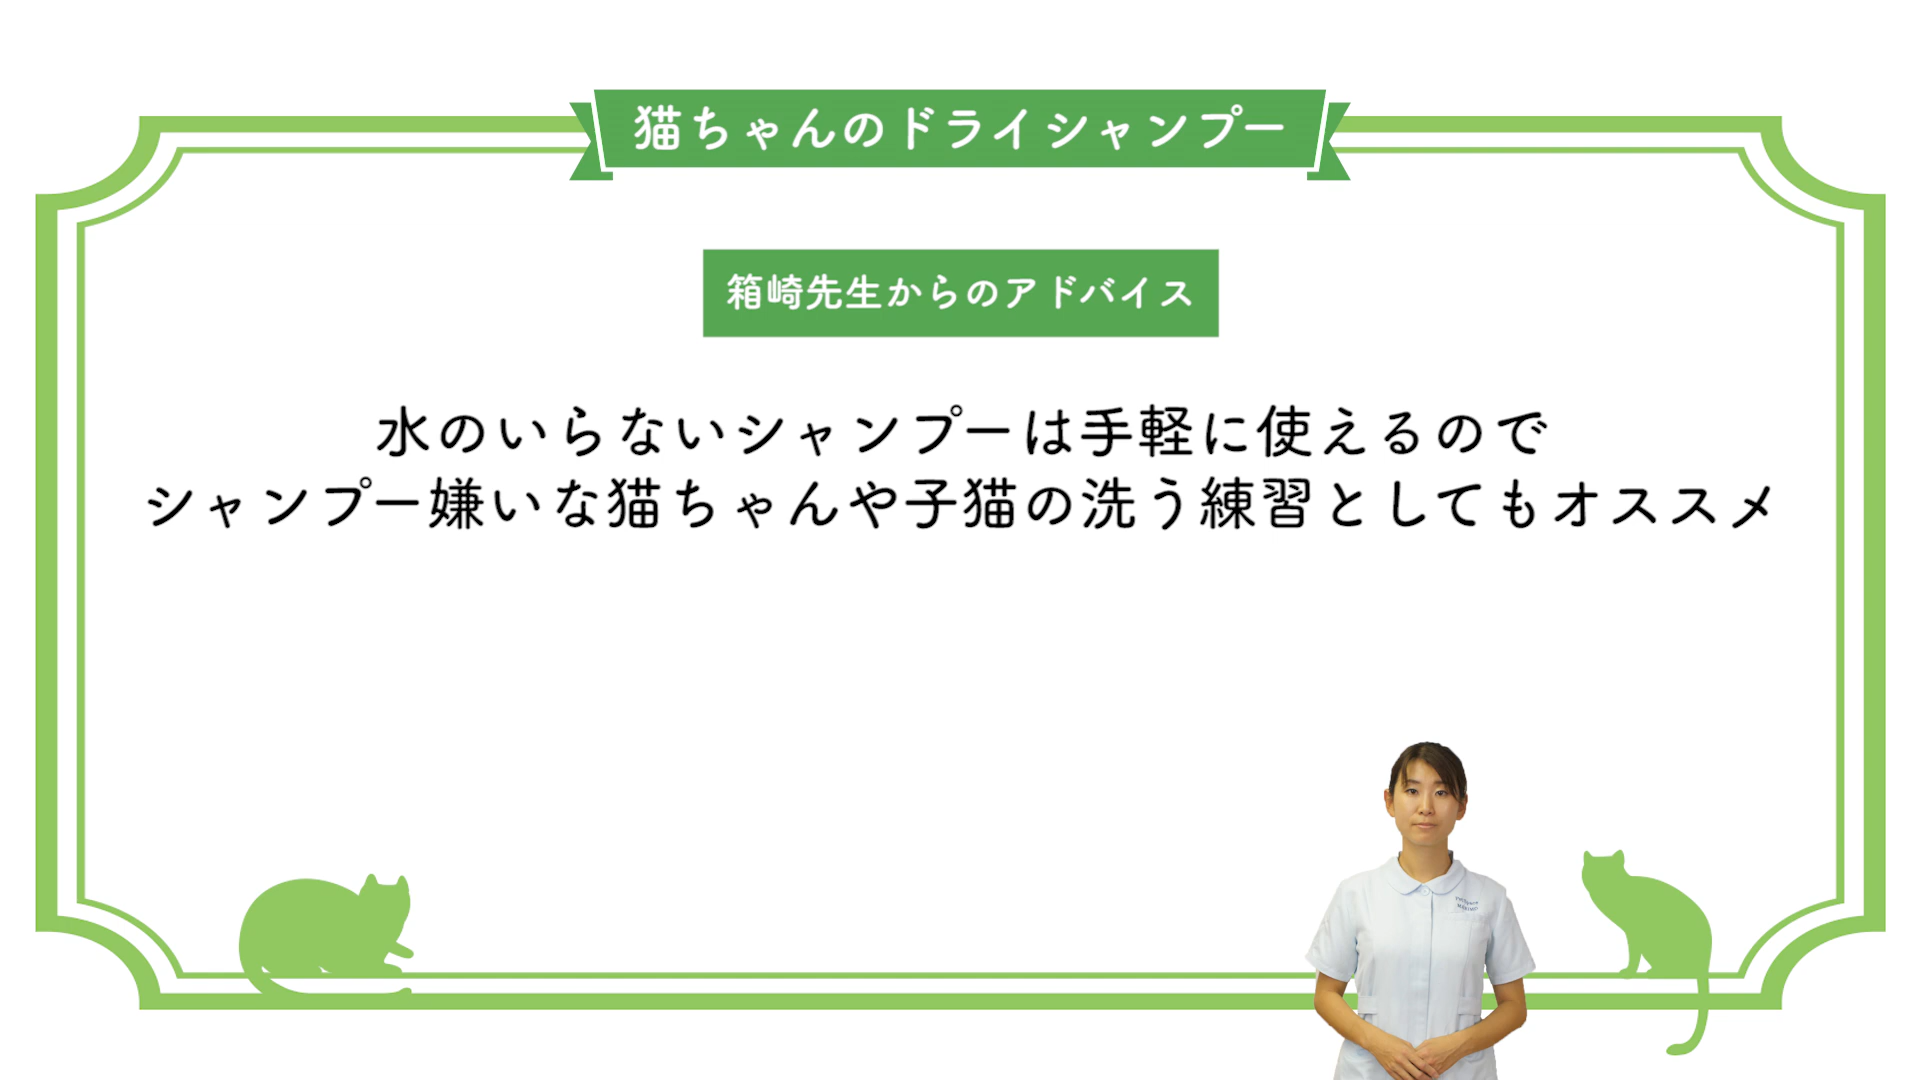 猫ちゃんのドライシャンプー
箱崎先生からのアドバイス
水のいらないシャンプーは手軽に使えるので
シャンプー嫌いな猫ちゃんや子猫の洗う練習としてもオススメ